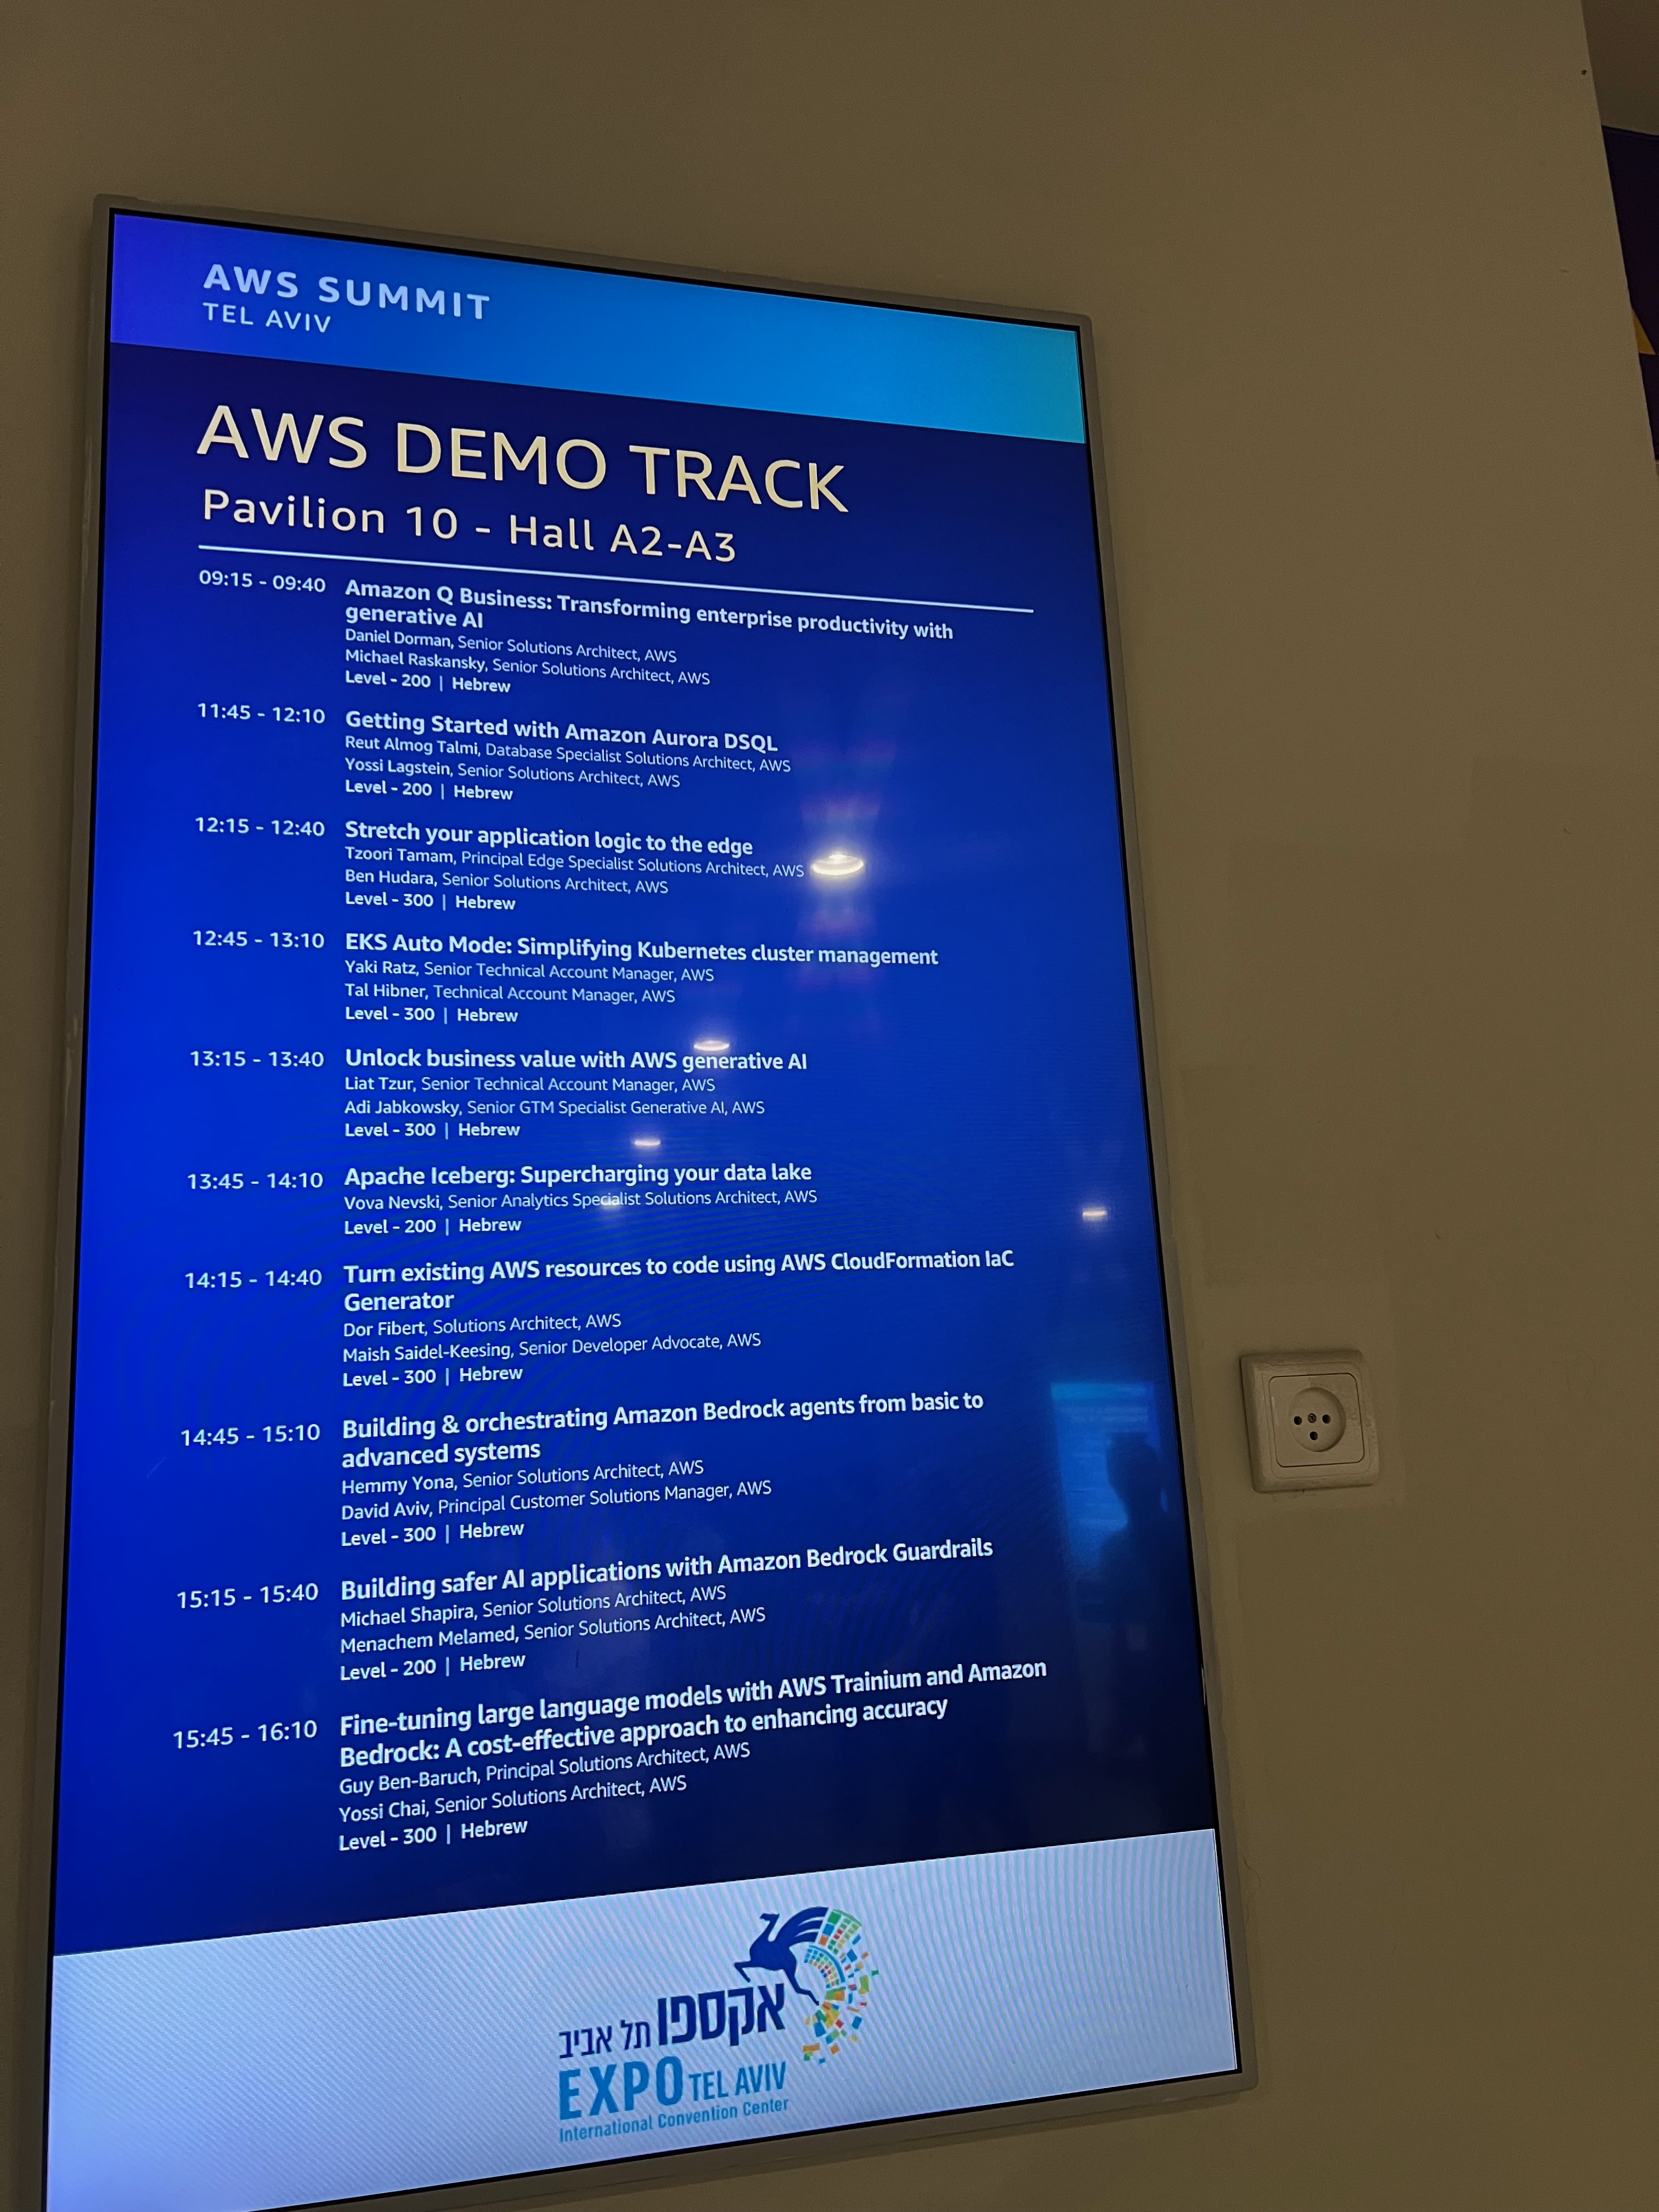 AWS SUMMIT
TEL AVIV
AWS DEMO TRACK
Pavilion 10 - Hall A2-A3
09:15 - 09:40 Amazon Q Business: Transforming enterprise productivity with
generative AI
Daniel Dorman, Senior Solutions Architect, AWS
Michael Raskansky, Senior Solutions Architect, AWS
Level - 200 | Hebrew
11:45 - 12:10 Getting Started with Amazon Aurora DSQL
Reut Almog Talmi, Database Specialist Solutions Architect, AWS
Yossi Lagstein, Senior Solutions Architect, AWS
Level - 200 | Hebrew
12:15 - 12:40 Stretch your application logic to the edge
Tzoori Tamam, Principal Edge Specialist Solutions Architect, AWS
Ben Hudara, Senior Solutions Architect, AWS
Level - 300 | Hebrew
12:45 - 13:10 EKS Auto Mode: Simplifying Kubernetes cluster management
Yaki Ratz, Senior Technical Account Manager, AWS
Tal Hibner, Technical Account Manager, AWS
Level - 300 | Hebrew
13:15 - 13:40 Unlock business value with AWS generative AI
Liat Tzur, Senior Technical Account Manager, AWS
Adi Jabkowsky, Senior GTM Specialist Generative AI, AWS
Level - 300 | Hebrew
13:45 - 14:10 Apache Iceberg: Supercharging your data lake
Vova Nevski, Senior Analytics Specialist Solutions Architect, AWS
Level - 200 | Hebrew
14:15 - 14:40 Turn existing AWS resources to code using AWS CloudFormation IaC
Generator
Dor Fibert, Solutions Architect, AWS
Maish Saidel-Keesing, Senior Developer Advocate, AWS
Level - 300 | Hebrew
14:45 - 15:10 Building & orchestrating Amazon Bedrock agents from basic to
advanced systems
Hemmy Yona, Senior Solutions Architect, AWS
David Aviv, Principal Customer Solutions Manager, AWS
Level - 300 | Hebrew
15:15 - 15:40 Building safer AI applications with Amazon Bedrock Guardrails
Michael Shapira, Senior Solutions Architect, AWS
Menachem Melamed, Senior Solutions Architect, AWS
Level - 200 | Hebrew
15:45 - 16:10 Fine-tuning large language models with AWS Trainium and Amazon
Bedrock: A cost-effective approach to enhancing accuracy
Guy Ben-Baruch, Principal Solutions Architect, AWS
Yossi Chai, Senior Solutions Architect, AWS
Level - 300 | Hebrew
אקספו תל אביב
EXPO TEL AVIV
International Convention Center